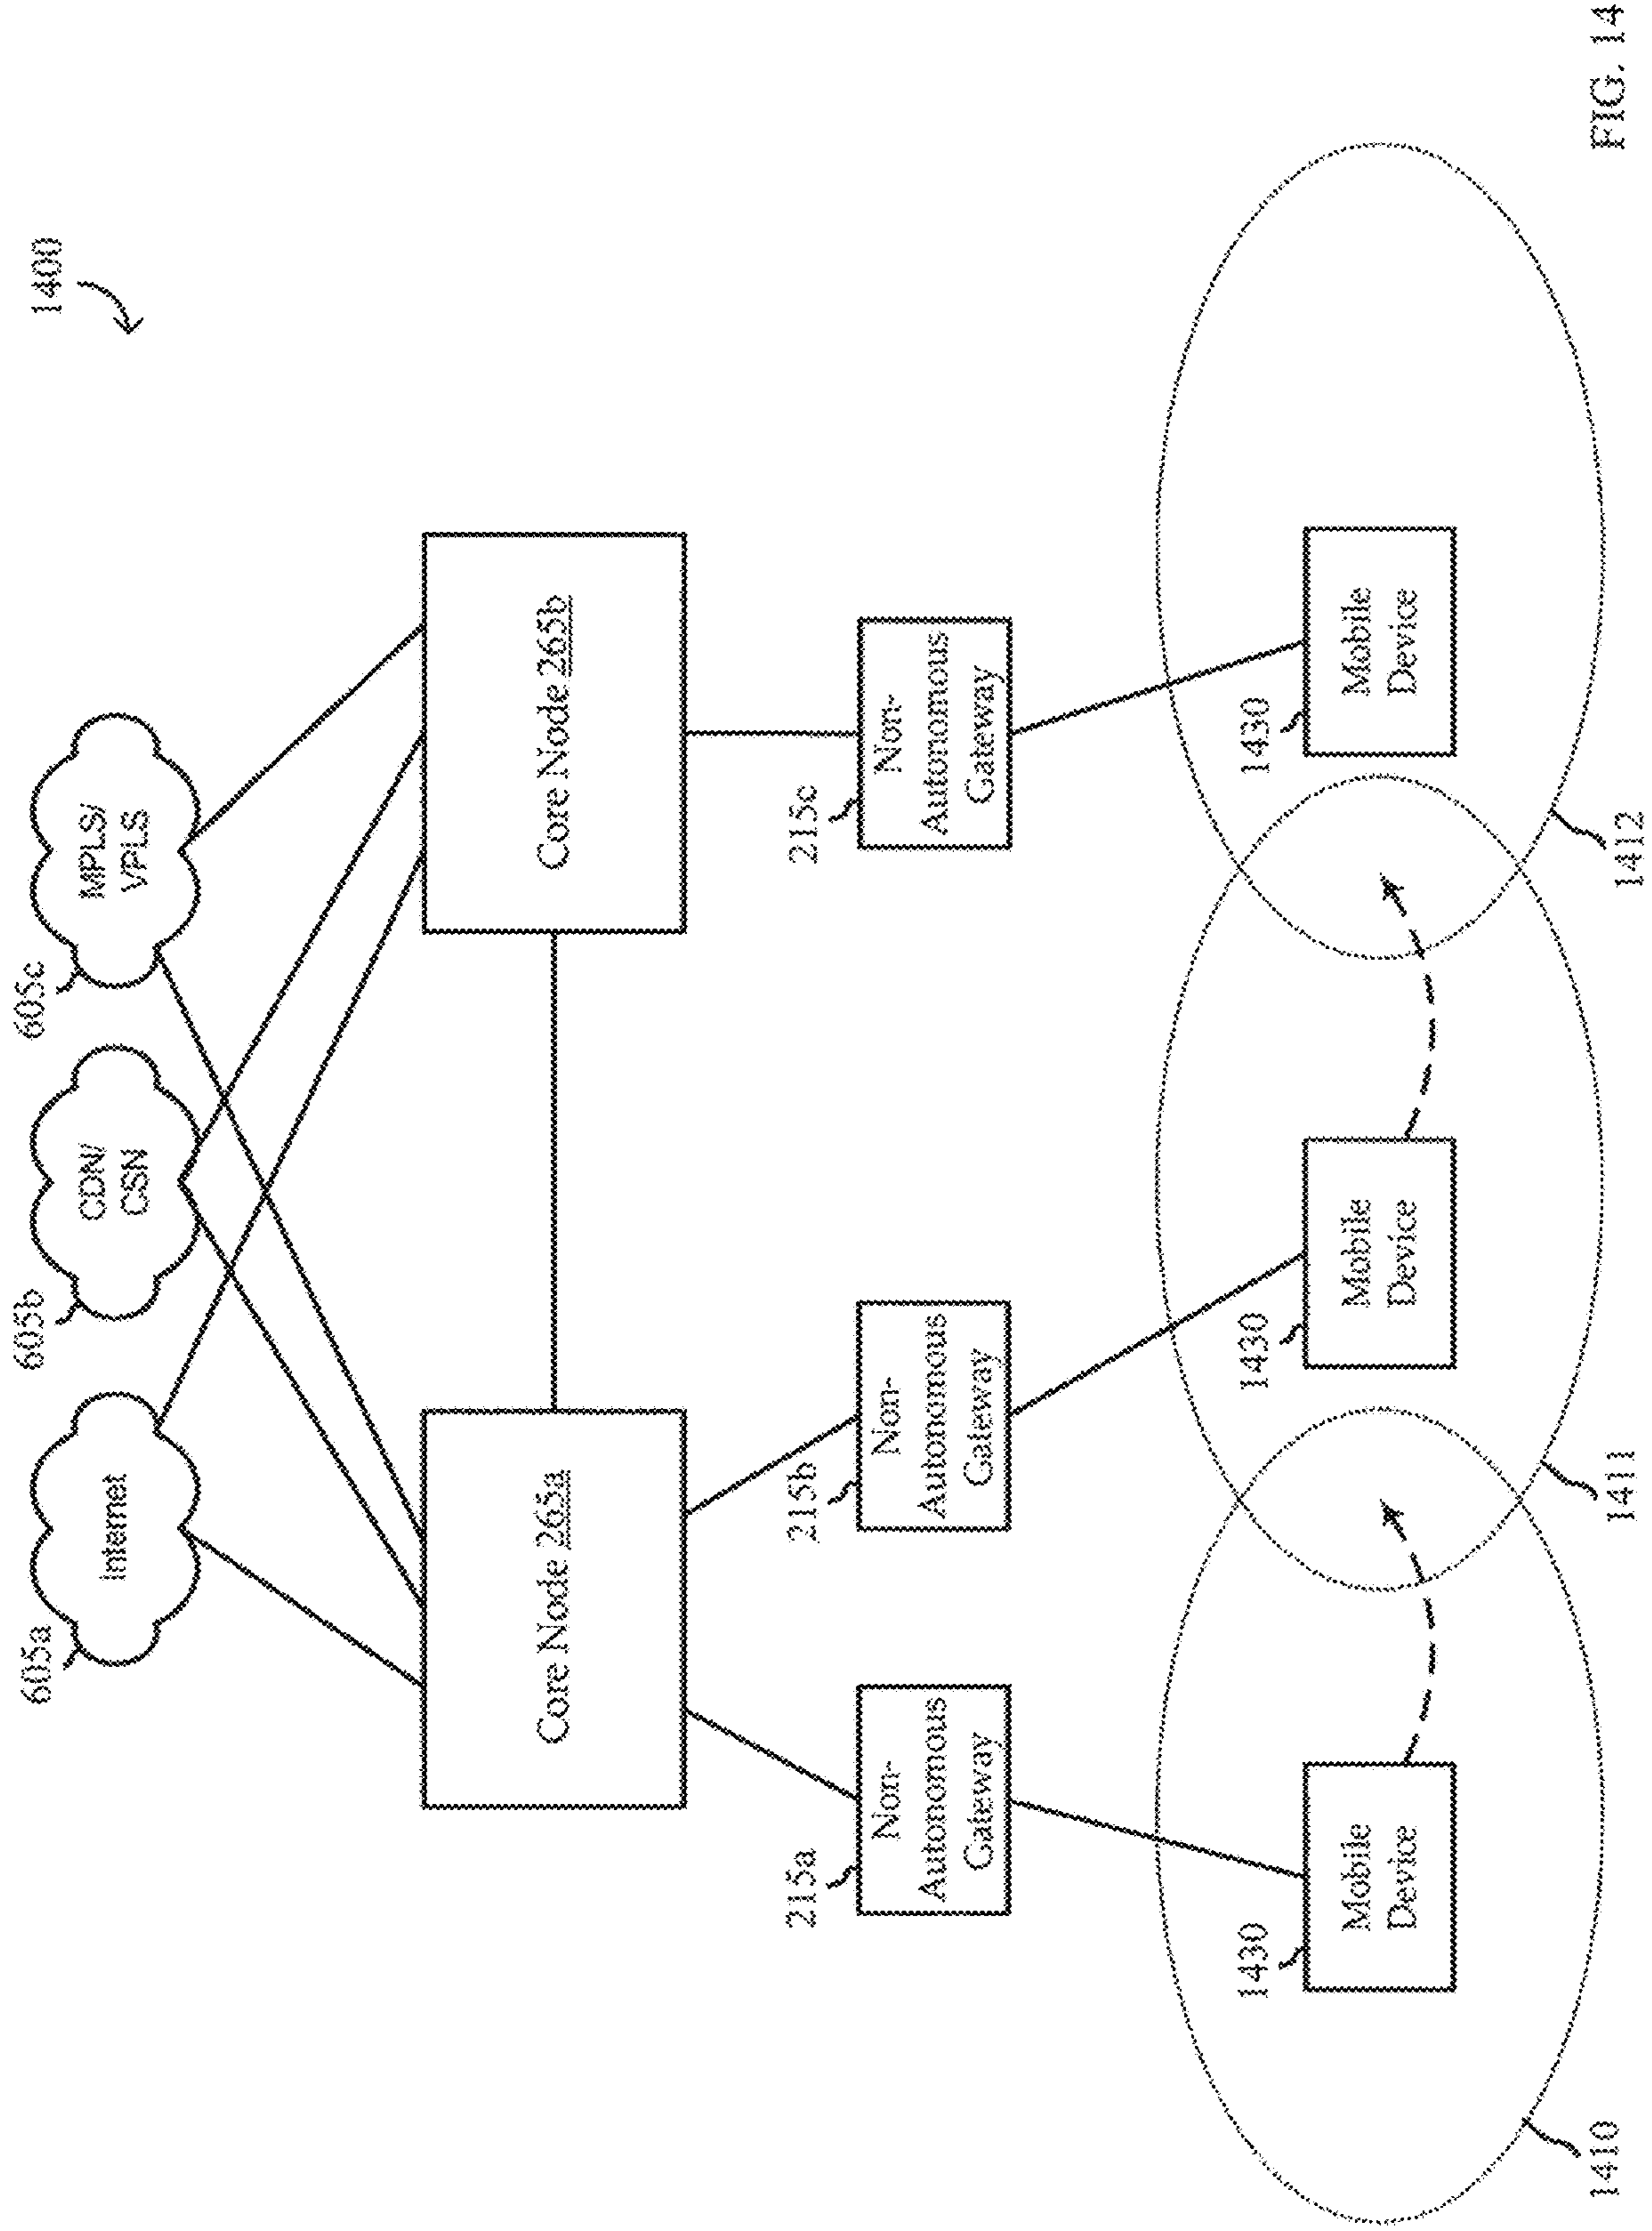 1400
605a
605b
605c
Internet
CDN/
CSN
MPLS/
VPLS
Core Node 265a
Core Node 265b
215a
Non-
Autonomous
Gateway
215b
Non-
Autonomous
Gateway
215c
Non-
Autonomous
Gateway
1430
Mobile
Device
1430
Mobile
Device
1430
Mobile
Device
1410
1411
1412
FIG. 14